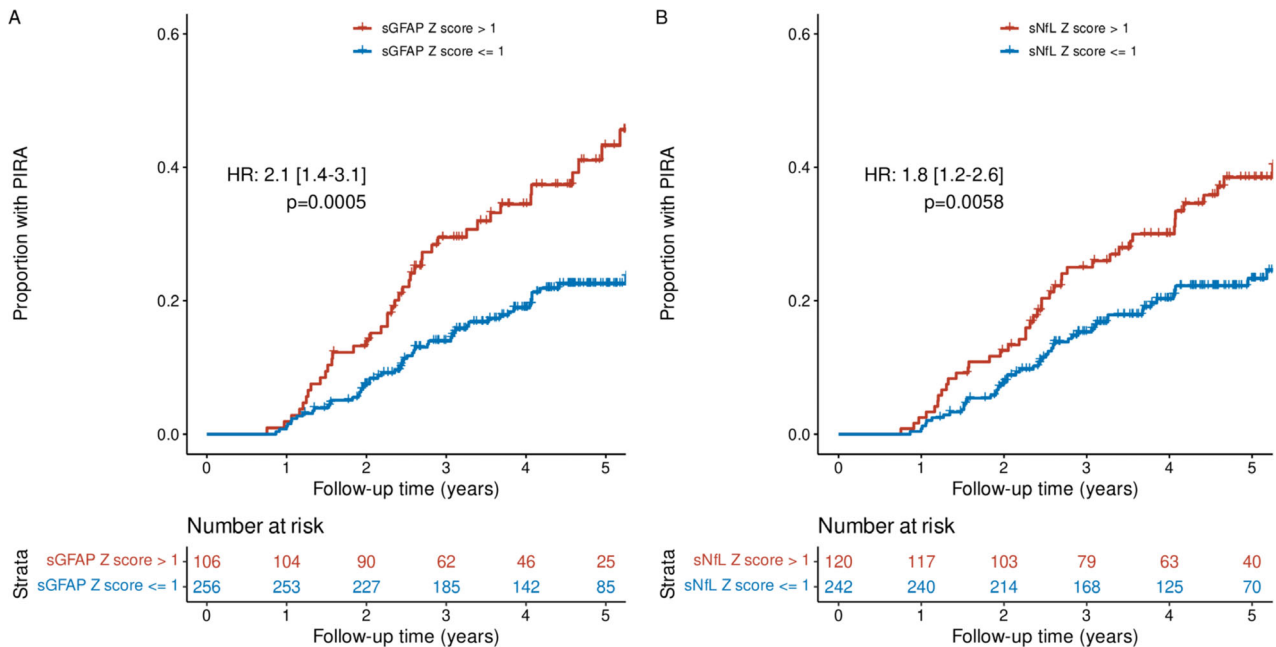 A
sGFAP Z score > 1
sGFAP Z score <= 1
Proportion with PIRA
0.6
0.4
0.2
0.0
HR: 2.1 [1.4-3.1]
p=0.0005
0 1 2 3 4 5
Follow-up time (years)
Number at risk
Strata
sGFAP Z score > 1 106 104 90 62 46 25
sGFAP Z score <= 1 256 253 227 185 142 85
0 1 2 3 4 5
Follow-up time (years)
B
sNfL Z score > 1
sNfL Z score <= 1
Proportion with PIRA
0.6
0.4
0.2
0.0
HR: 1.8 [1.2-2.6]
p=0.0058
0 1 2 3 4 5
Follow-up time (years)
Number at risk
Strata
sNfL Z score > 1 120 117 103 79 63 40
sNfL Z score <= 1 242 240 214 168 125 70
0 1 2 3 4 5
Follow-up time (years)